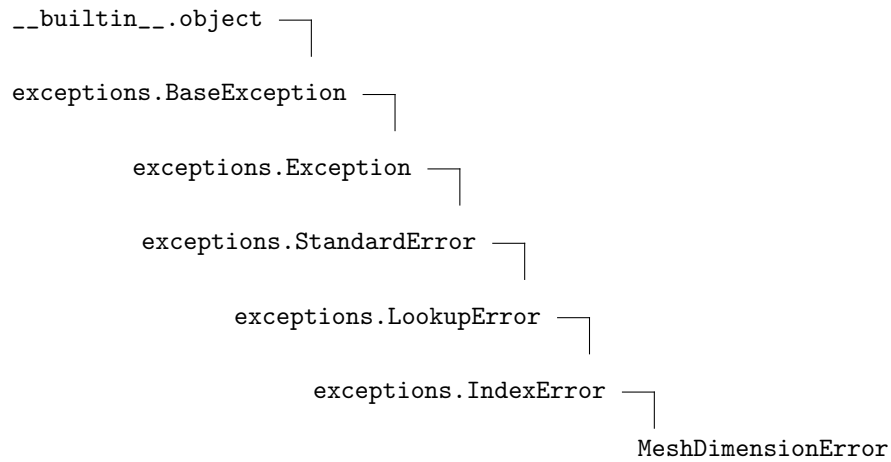 __builtin__.object
exceptions.BaseException
exceptions.Exception
exceptions.StandardError
exceptions.LookupError
exceptions.IndexError
MeshDimensionError